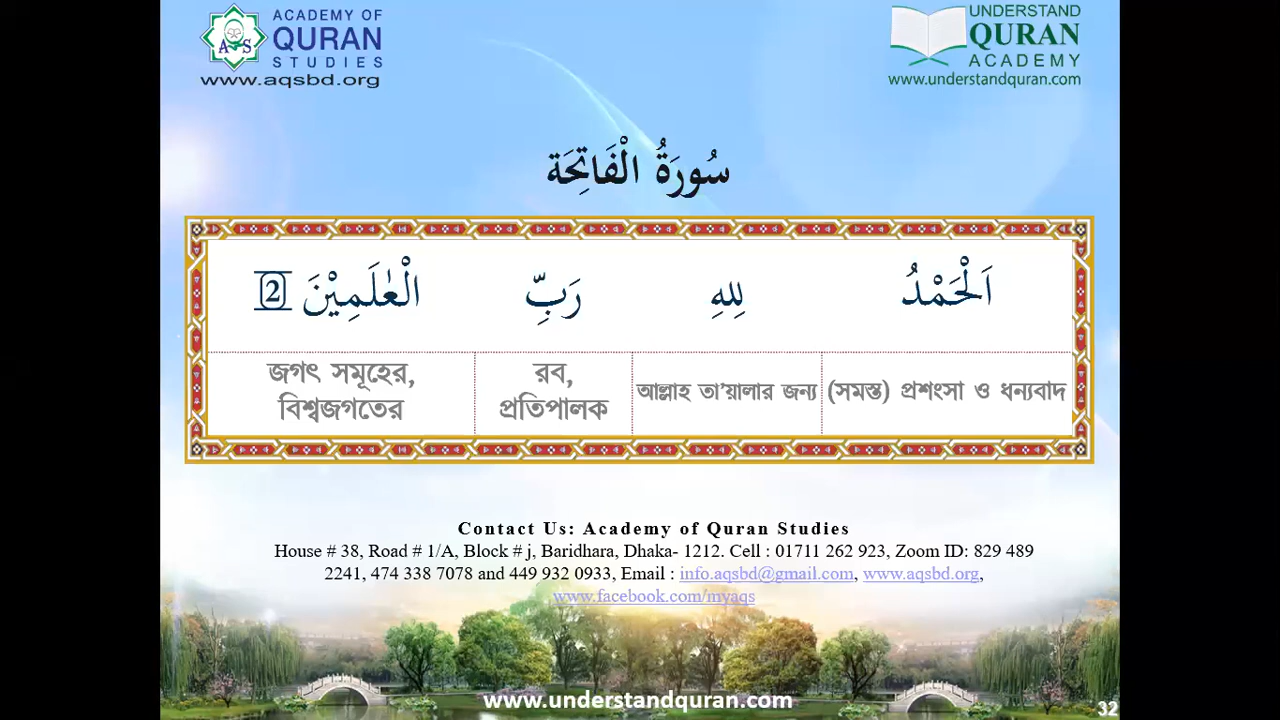 ACADEMY OF
QURAN
STUDIES
www.aqsbd.org
UNDERSTAND
QURAN
ACADEMY
www.understandquran.com
سُورَةُ الْفَاتِحَة
اَلْحَمْدُ لِلهِ رَبِّ الْعٰلَمِيْنَ 2
(সমস্ত) প্রশংসা ও ধন্যবাদ
আল্লাহ তা’য়ালার জন্য
রব,
প্রতিপালক
জগৎ সমূহের,
বিশ্বজগতের
Contact Us: Academy of Quran Studies
House # 38, Road # 1/A, Block # j, Baridhara, Dhaka- 1212. Cell : 01711 262 923, Zoom ID: 829 489
2241, 474 338 7078 and 449 932 0933, Email : info.aqsbd@gmail.com, www.aqsbd.org,
www.facebook.com/myaqs
www.understandquran.com
32